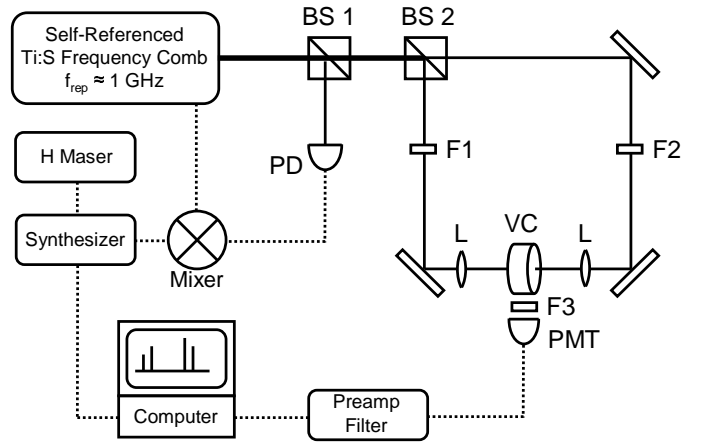 Self-Referenced
Ti:S Frequency Comb
f_rep ≈ 1 GHz
BS 1
BS 2
H Maser
PD
F1
F2
Synthesizer
Mixer
L
VC
L
F3
PMT
Computer
Preamp
Filter